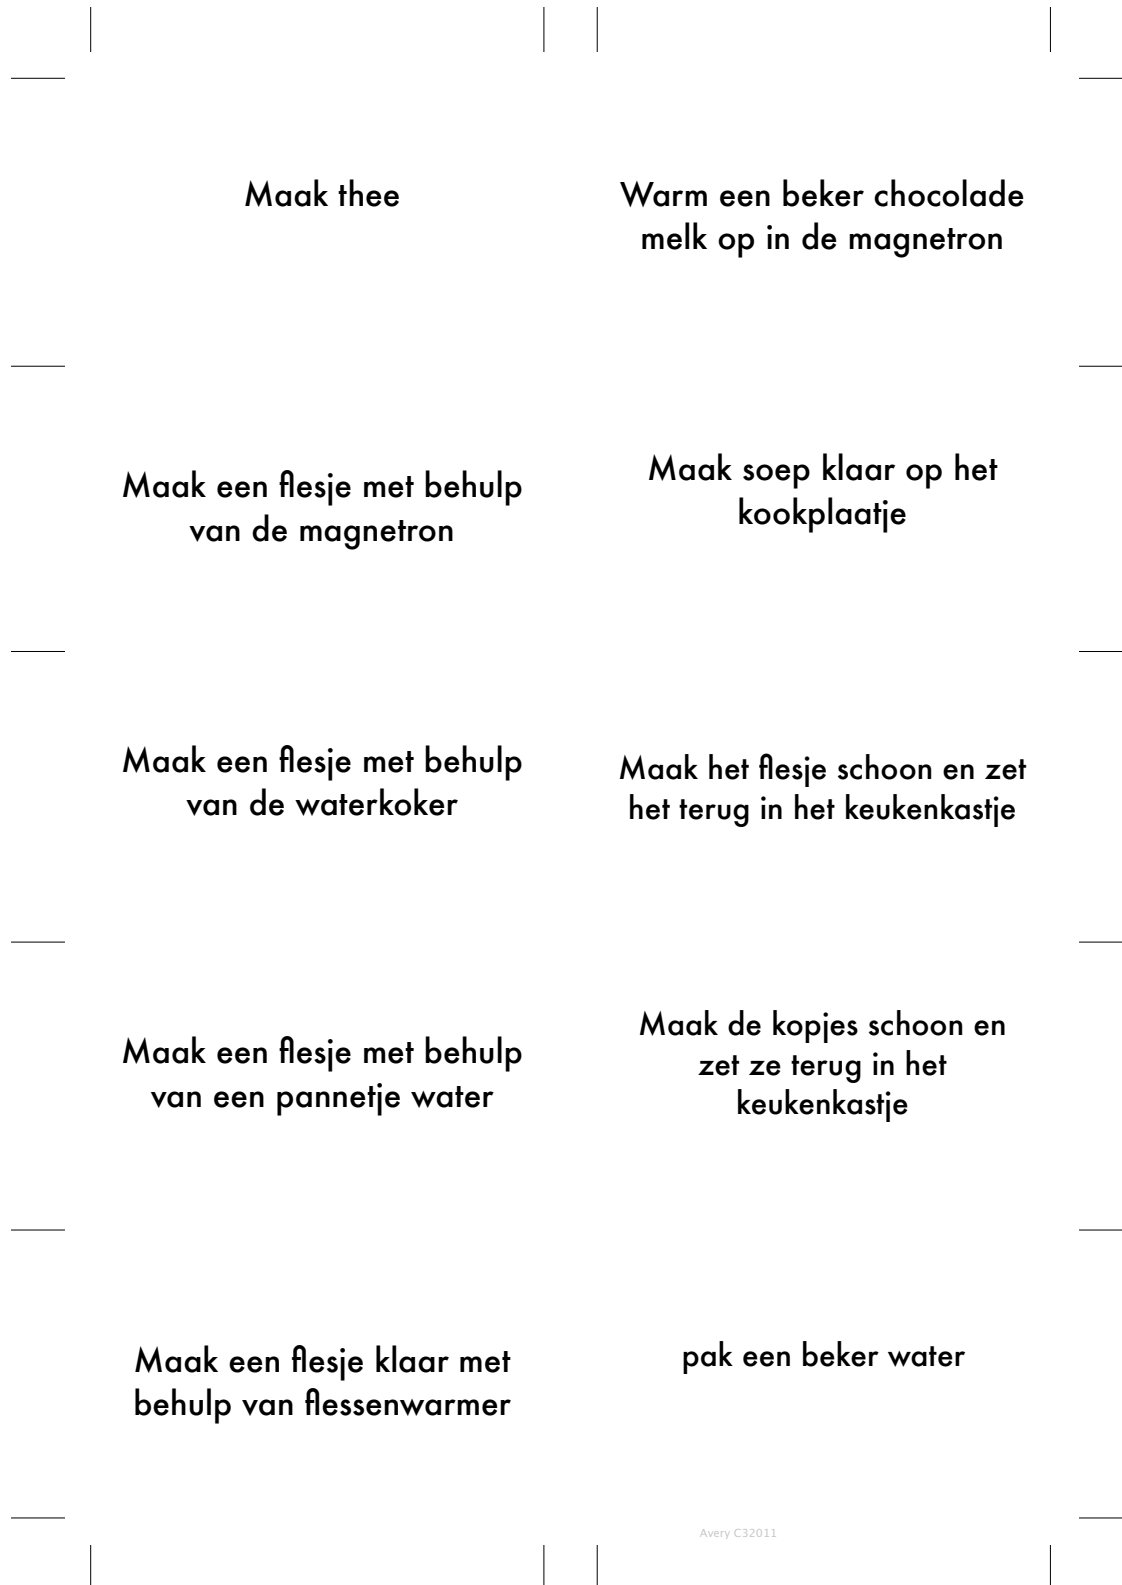 Maak thee
Warm een beker chocolade
melk op in de magnetron
Maak een flesje met behulp
van de magnetron
Maak soep klaar op het
kookplaatje
Maak een flesje met behulp
van de waterkoker
Maak het flesje schoon en zet
het terug in het keukenkastje
Maak een flesje met behulp
van een pannetje water
Maak de kopjes schoon en
zet ze terug in het
keukenkastje
Maak een flesje klaar met
behulp van flessenwarmer
pak een beker water
Avery C32011